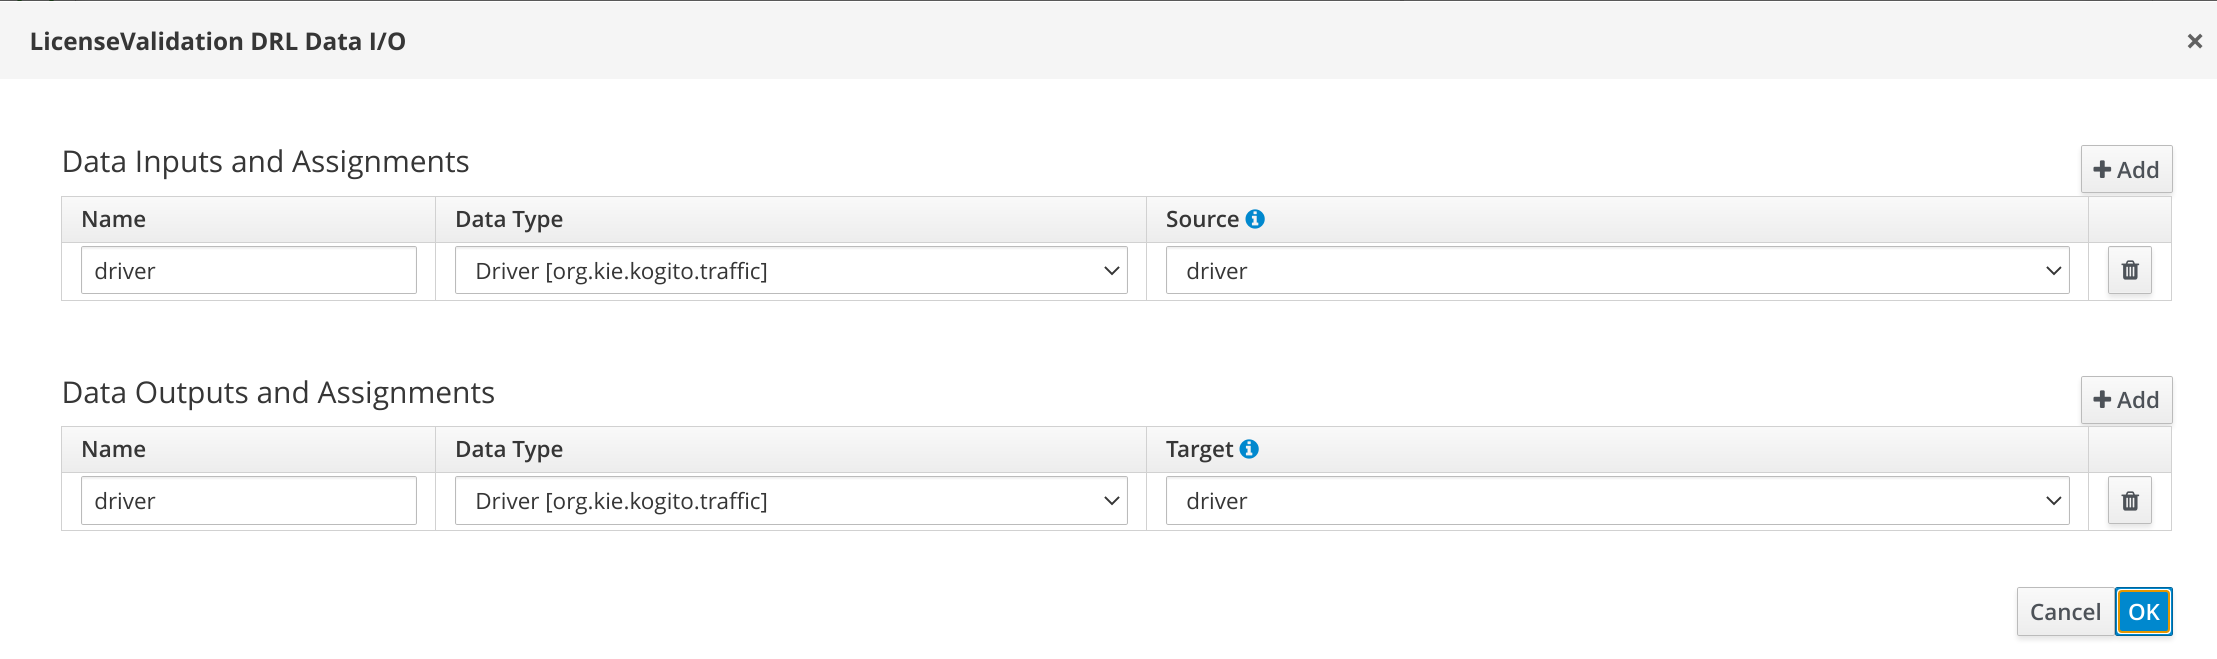 LicenseValidation DRL Data I/O
Data Inputs and Assignments
Add
Name Data Type Source
driver Driver [org.kie.kogito.traffic] driver
Data Outputs and Assignments
Add
Name Data Type Target
driver Driver [org.kie.kogito.traffic] driver
Cancel OK